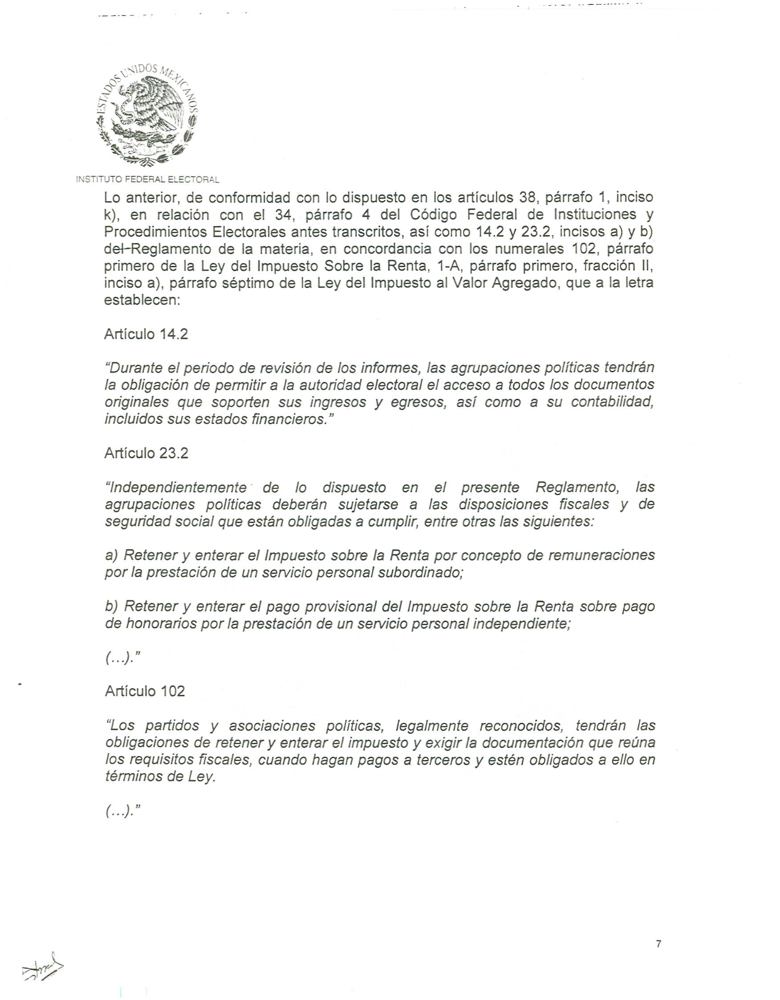 ESTADOS UNIDOS MEXICANOS
INSTITUTO FEDERAL ELECTORAL
Lo anterior, de conformidad con lo dispuesto en los artículos 38, párrafo 1, inciso
k), en relación con el 34, párrafo 4 del Código Federal de Instituciones y
Procedimientos Electorales antes transcritos, así como 14.2 y 23.2, incisos a) y b)
del Reglamento de la materia, en concordancia con los numerales 102, párrafo
primero de la Ley del Impuesto Sobre la Renta, 1-A, párrafo primero, fracción II,
inciso a), párrafo séptimo de la Ley del Impuesto al Valor Agregado, que a la letra
establecen:
Artículo 14.2
“Durante el periodo de revisión de los informes, las agrupaciones políticas tendrán
la obligación de permitir a la autoridad electoral el acceso a todos los documentos
originales que soporten sus ingresos y egresos, así como a su contabilidad,
incluidos sus estados financieros.”
Artículo 23.2
“Independientemente de lo dispuesto en el presente Reglamento, las
agrupaciones políticas deberán sujetarse a las disposiciones fiscales y de
seguridad social que están obligadas a cumplir, entre otras las siguientes:
a) Retener y enterar el Impuesto sobre la Renta por concepto de remuneraciones
por la prestación de un servicio personal subordinado;
b) Retener y enterar el pago provisional del Impuesto sobre la Renta sobre pago
de honorarios por la prestación de un servicio personal independiente;
(...).”
Artículo 102
“Los partidos y asociaciones políticas, legalmente reconocidos, tendrán las
obligaciones de retener y enterar el impuesto y exigir la documentación que reúna
los requisitos fiscales, cuando hagan pagos a terceros y estén obligados a ello en
términos de Ley.
(...).”
7